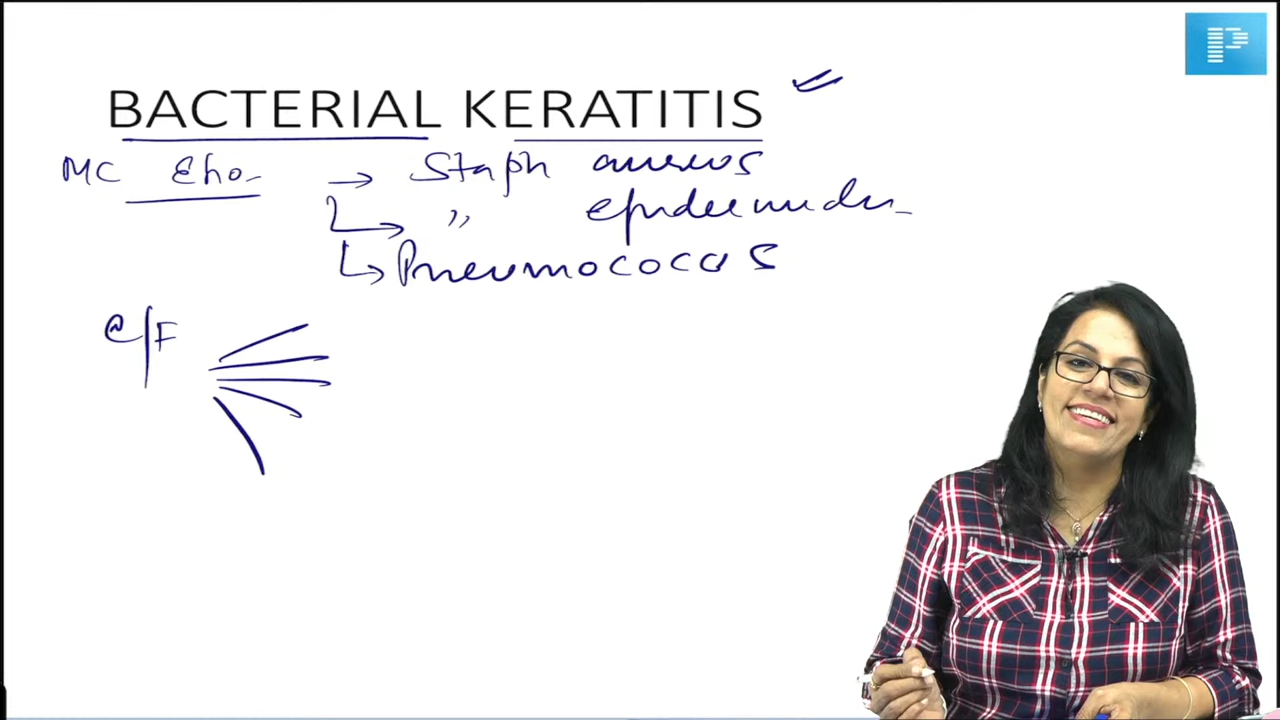 P
BACTERIAL KERATITIS
MC Etio- → Staph aureus
" epidermidis
Pneumococcus
C/F